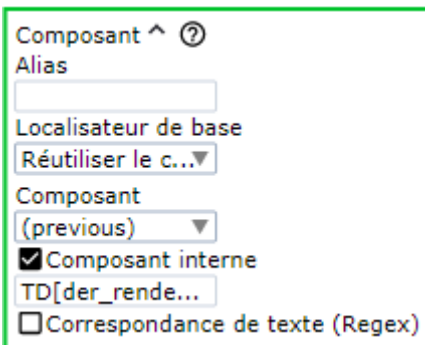 Composant ^ ?
Alias
Localisateur de base
Réutiliser le c...
Composant
(previous)
Composant interne
TD[der_rende...
Correspondance de texte (Regex)